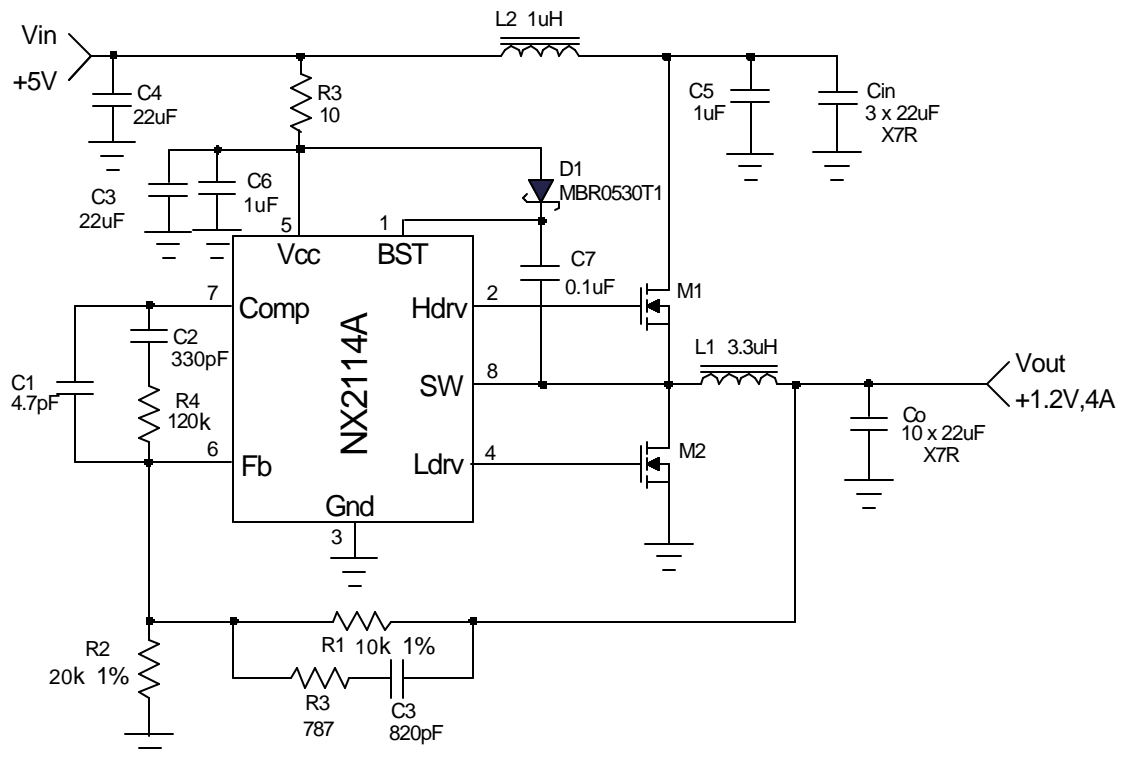 L2 1uH
Vin
+5V
C4
22uF
R3
10
C5
1uF
Cin
3 x 22uF
X7R
D1
MBR0530T1
C3
22uF
C6
1uF
5
1
Vcc
BST
C7
0.1uF
7
Comp
Hdrv
2
M1
C2
330pF
NX2114A
L1 3.3uH
Vout
+1.2V,4A
C1
4.7pF
R4
120k
SW
8
Co
10 x 22uF
X7R
6
Fb
Ldrv
4
M2
Gnd
3
R2
20k 1%
R1 10k 1%
R3
787
C3
820pF